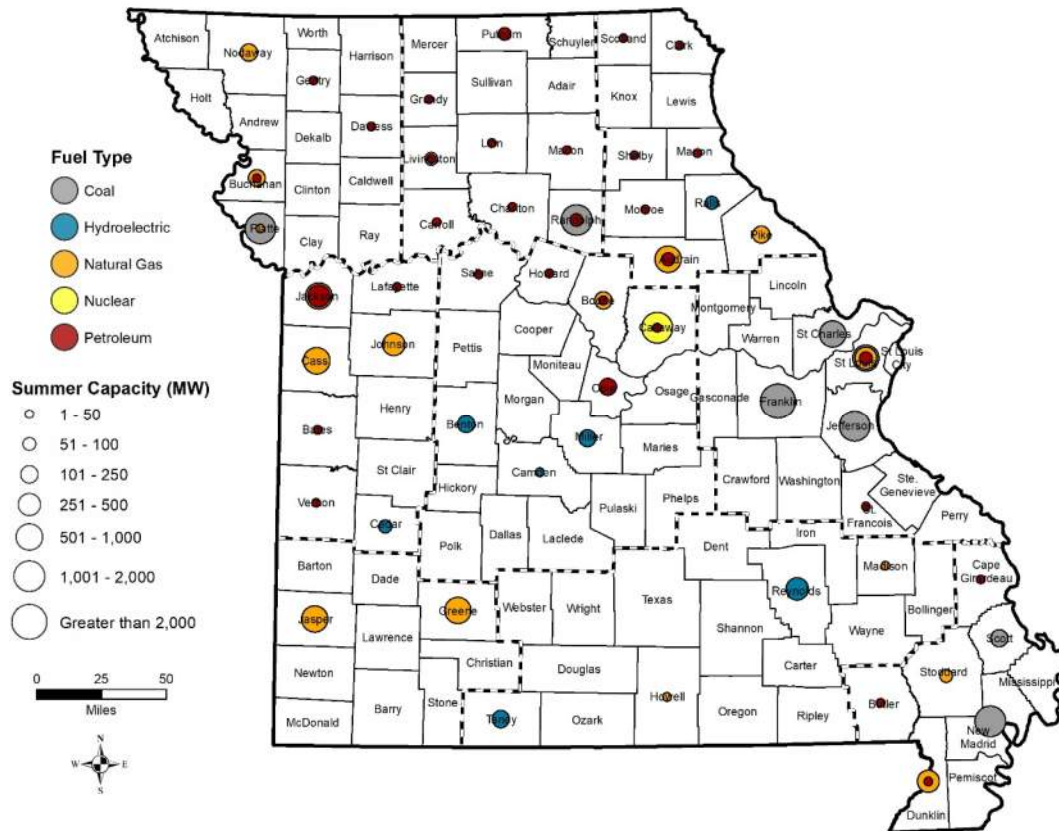 Atchison
Nodaway
Worth
Harrison
Mercer
Putnam
Schuyler
Scotland
Clark
Holt
Gentry
Sullivan
Adair
Knox
Lewis
Andrew
Dekalb
Daviess
Grundy
Linn
Macon
Shelby
Marion
Livingston
Buchanan
Clinton
Caldwell
Chariton
Randolph
Monroe
Ralls
Platte
Clay
Ray
Carroll
Pike
Audrain
Fuel Type
Coal
Hydroelectric
Natural Gas
Nuclear
Petroleum
Jackson
Lafayette
Saline
Howard
Boone
Callaway
Montgomery
Lincoln
Cass
Johnson
Pettis
Cooper
Moniteau
Warren
St Charles
St Louis
St Louis
City
Summer Capacity (MW)
1 - 50
51 - 100
101 - 250
251 - 500
501 - 1,000
1,001 - 2,000
Greater than 2,000
Henry
Morgan
Cole
Osage
Gasconade
Franklin
Jefferson
Bates
Benton
Miller
Maries
St Clair
Hickory
Camden
Pulaski
Phelps
Crawford
Washington
Ste.
Genevieve
Vernon
Cedar
St.
Francois
Perry
Polk
Dallas
Laclede
Dent
Iron
Barton
Dade
Madison
Cape
Girardeau
Jasper
Greene
Webster
Wright
Texas
Reynolds
Bollinger
Lawrence
Shannon
Wayne
Scott
Newton
Christian
Douglas
Carter
Stoddard
Mississippi
McDonald
Barry
Stone
Taney
Ozark
Howell
Oregon
Ripley
Butler
New
Madrid
Pemiscot
Dunklin
0 25 50
Miles
N
W E
S